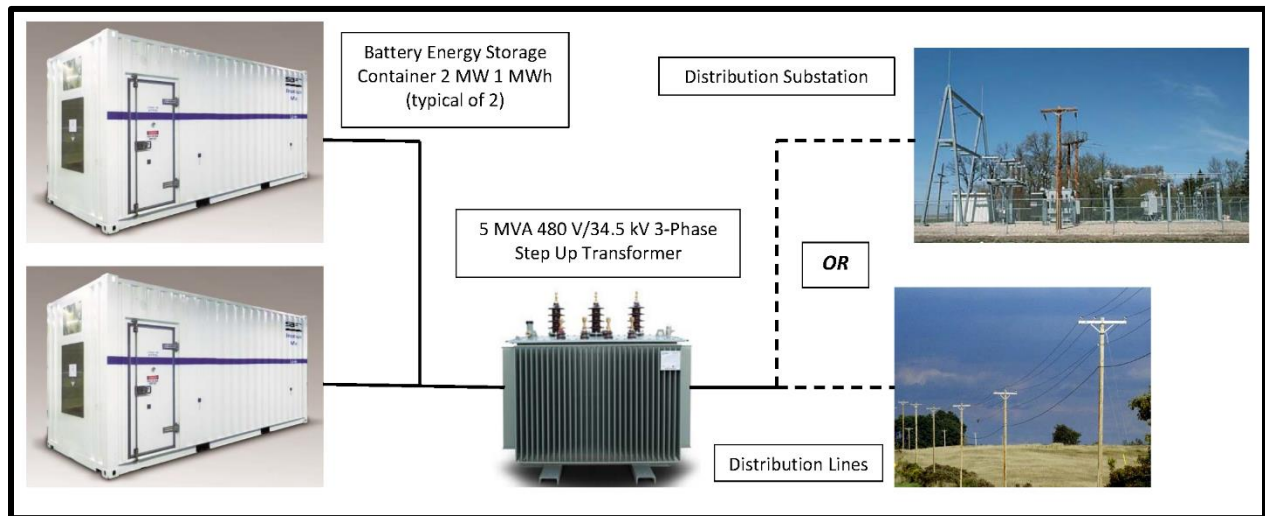 Battery Energy Storage
Container 2 MW 1 MWh
(typical of 2)
Distribution Substation
5 MVA 480 V/34.5 kV 3-Phase
Step Up Transformer
OR
Distribution Lines